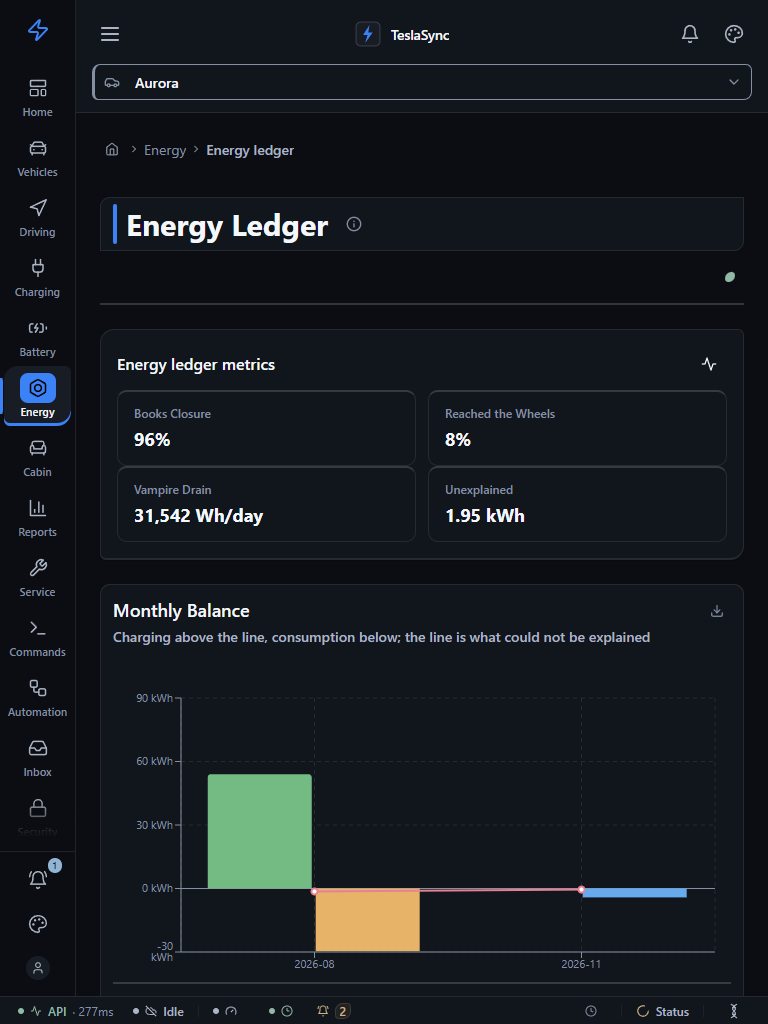 TeslaSync
Aurora
Home
Vehicles
Driving
Charging
Battery
Energy
Cabin
Reports
Service
Commands
Automation
Inbox
Security
1
Energy
Energy ledger
Energy Ledger
Energy ledger metrics
Books Closure
96%
Reached the Wheels
8%
Vampire Drain
31,542 Wh/day
Unexplained
1.95 kWh
Monthly Balance
Charging above the line, consumption below; the line is what could not be explained
90 kWh
60 kWh
30 kWh
0 kWh
-30
kWh
2026-08
2026-11
API · 277ms
Idle
2
Status